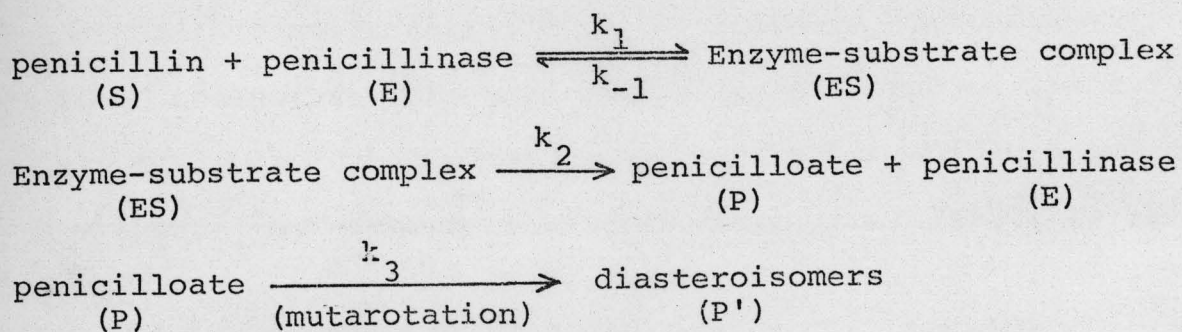 k1
penicillin + penicillinase ⇌ Enzyme-substrate complex
k-1
(S) (E) (ES)
k2
Enzyme-substrate complex → penicilloate + penicillinase
(ES) (P) (E)
k3
penicilloate → diasteroisomers
(P) (mutarotation) (P')